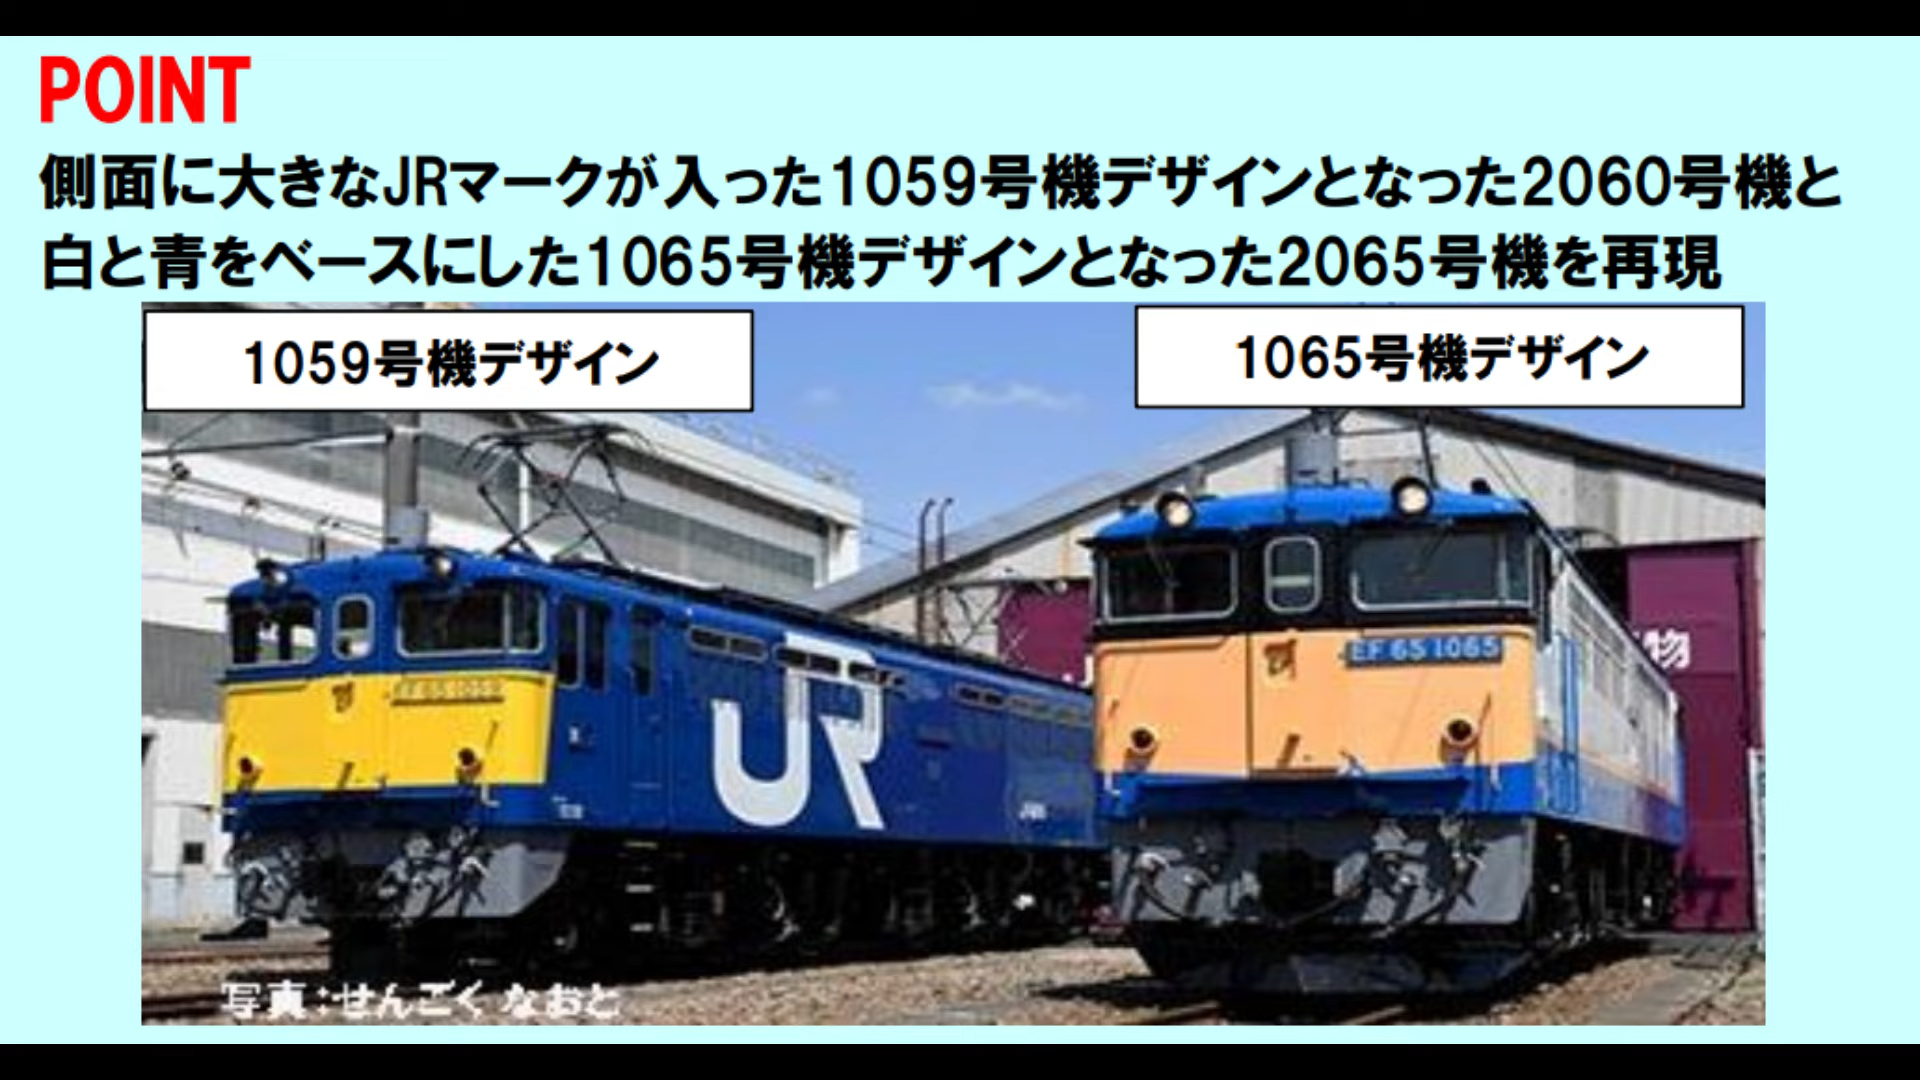 POINT
側面に大きなJRマークが入った1059号機デザインとなった2060号機と
白と青をベースにした1065号機デザインとなった2065号機を再現
1059号機デザイン
1065号機デザイン
EF 65 1065
物
EF 65 1059
JR
写真：せんごく なおと